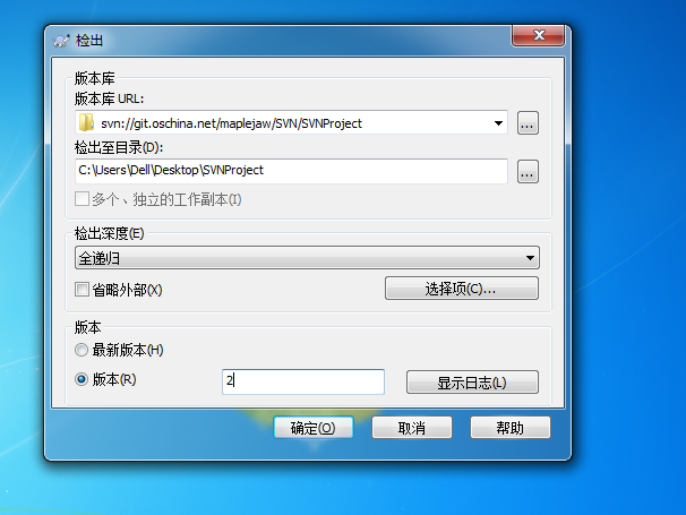 检出
版本库
版本库 URL:
svn://git.oschina.net/maplejaw/SVN/SVNProject
...
检出至目录(D):
C:\Users\Dell\Desktop\SVNProject
...
多个、独立的工作副本(I)
检出深度(E)
全递归
省略外部(X)
选择项(C)...
版本
最新版本(H)
版本(R)
2
显示日志(L)
确定(O)
取消
帮助